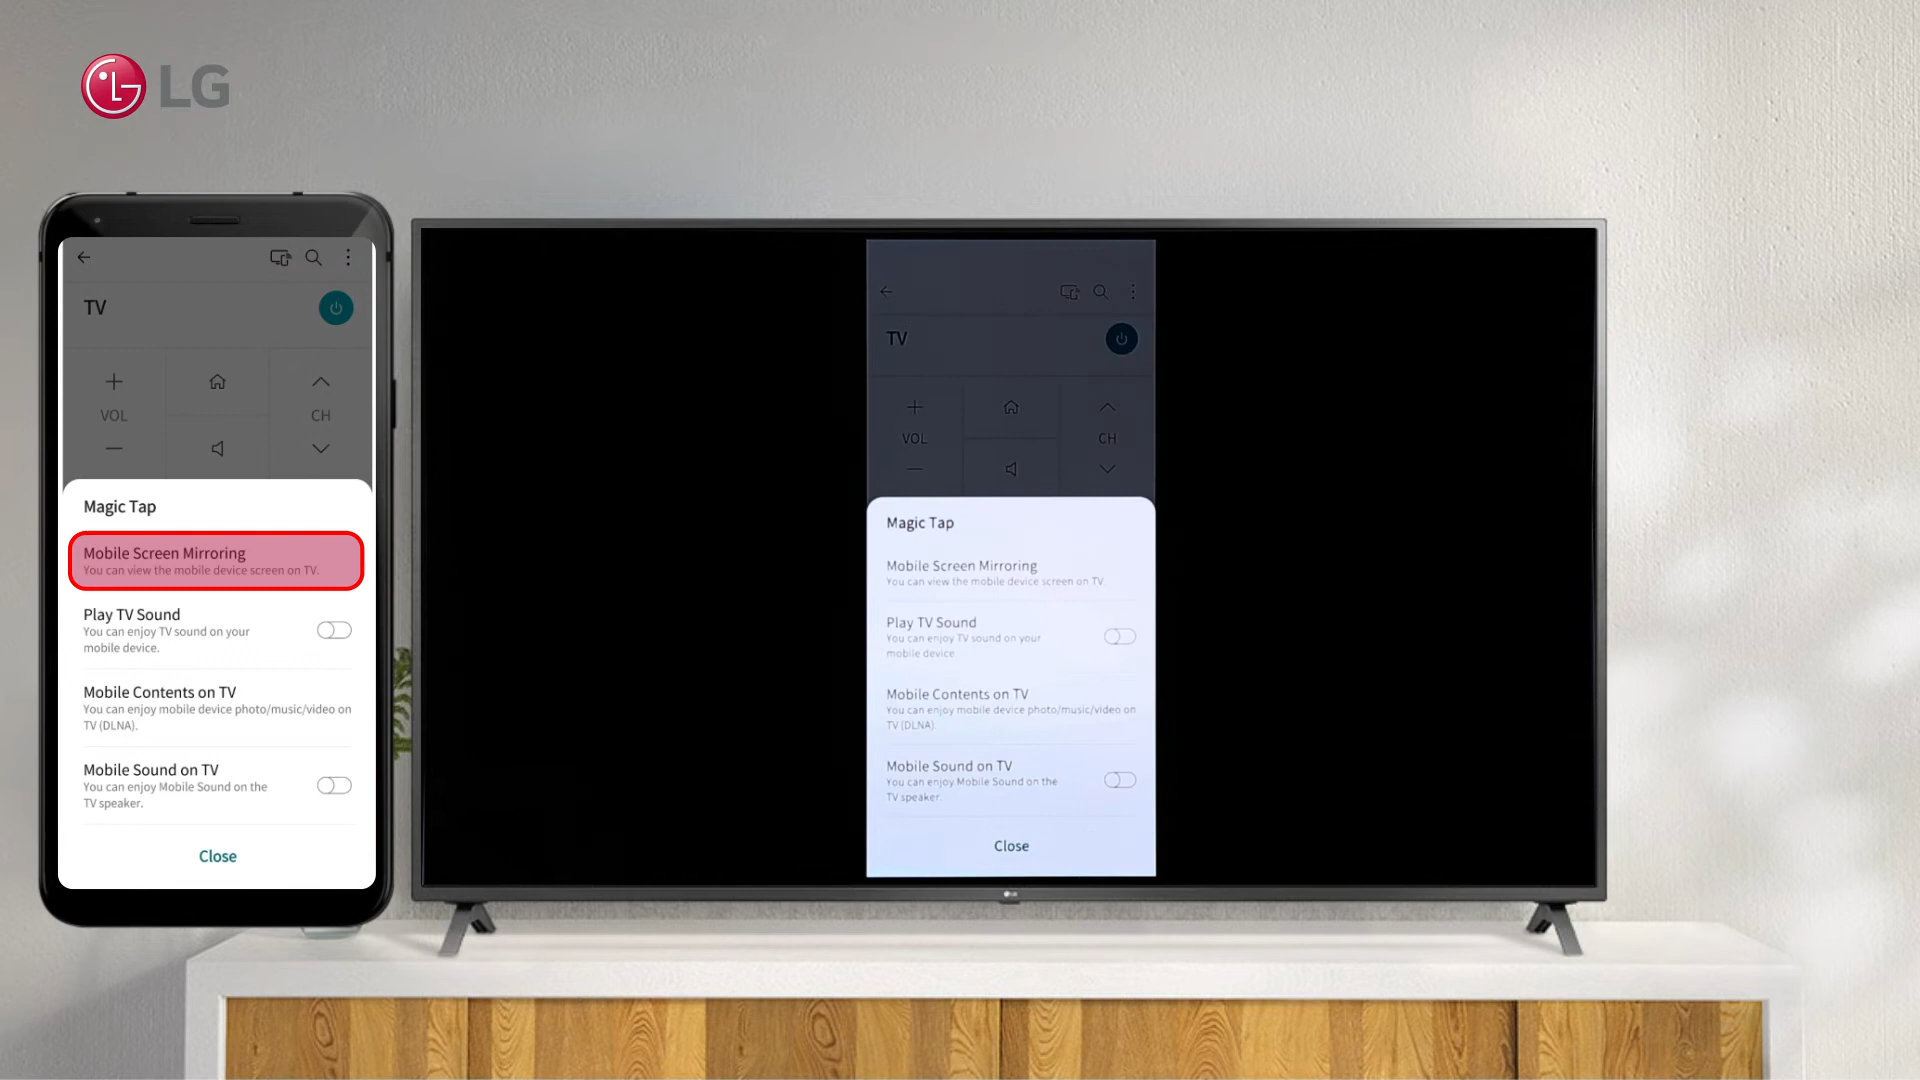 LG
TV
VOL
CH
Magic Tap
Mobile Screen Mirroring
You can view the mobile device screen on TV.
Play TV Sound
You can enjoy TV sound on your
mobile device.
Mobile Contents on TV
You can enjoy mobile device photo/music/video on
TV (DLNA).
Mobile Sound on TV
You can enjoy Mobile Sound on the
TV speaker.
Close
TV
VOL
CH
Magic Tap
Mobile Screen Mirroring
You can view the mobile device screen on TV.
Play TV Sound
You can enjoy TV sound on your
mobile device.
Mobile Contents on TV
You can enjoy mobile device photo/music/video on
TV (DLNA).
Mobile Sound on TV
You can enjoy Mobile Sound on the
TV speaker.
Close
LG